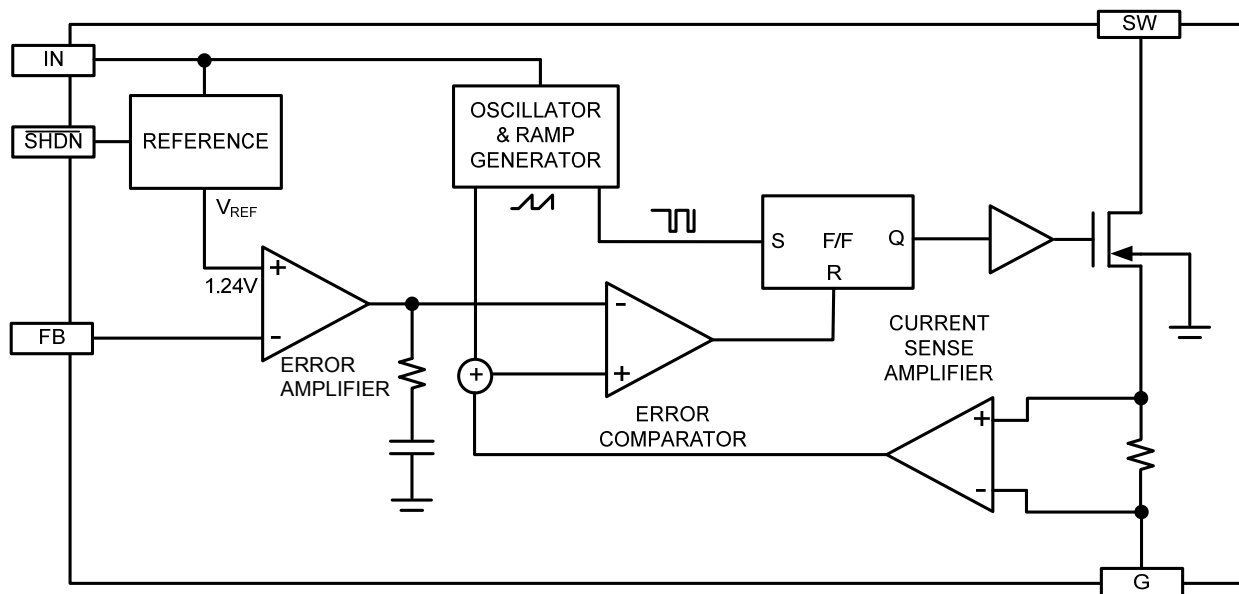 SW
IN
SHDN
REFERENCE
OSCILLATOR
& RAMP
GENERATOR
VREF
1.24V
+
-
FB
ERROR
AMPLIFIER
S
F/F
Q
R
-
+
+
ERROR
COMPARATOR
CURRENT
SENSE
AMPLIFIER
+
-
G